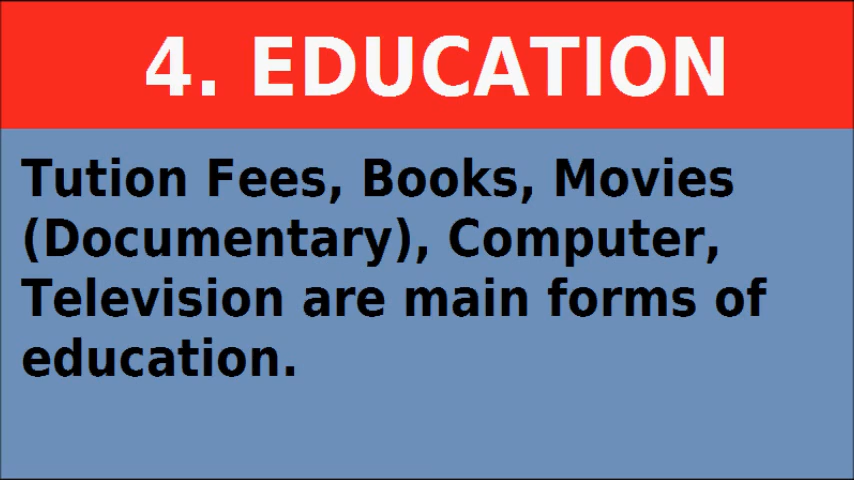 4. EDUCATION
Tution Fees, Books, Movies
(Documentary), Computer,
Television are main forms of
education.